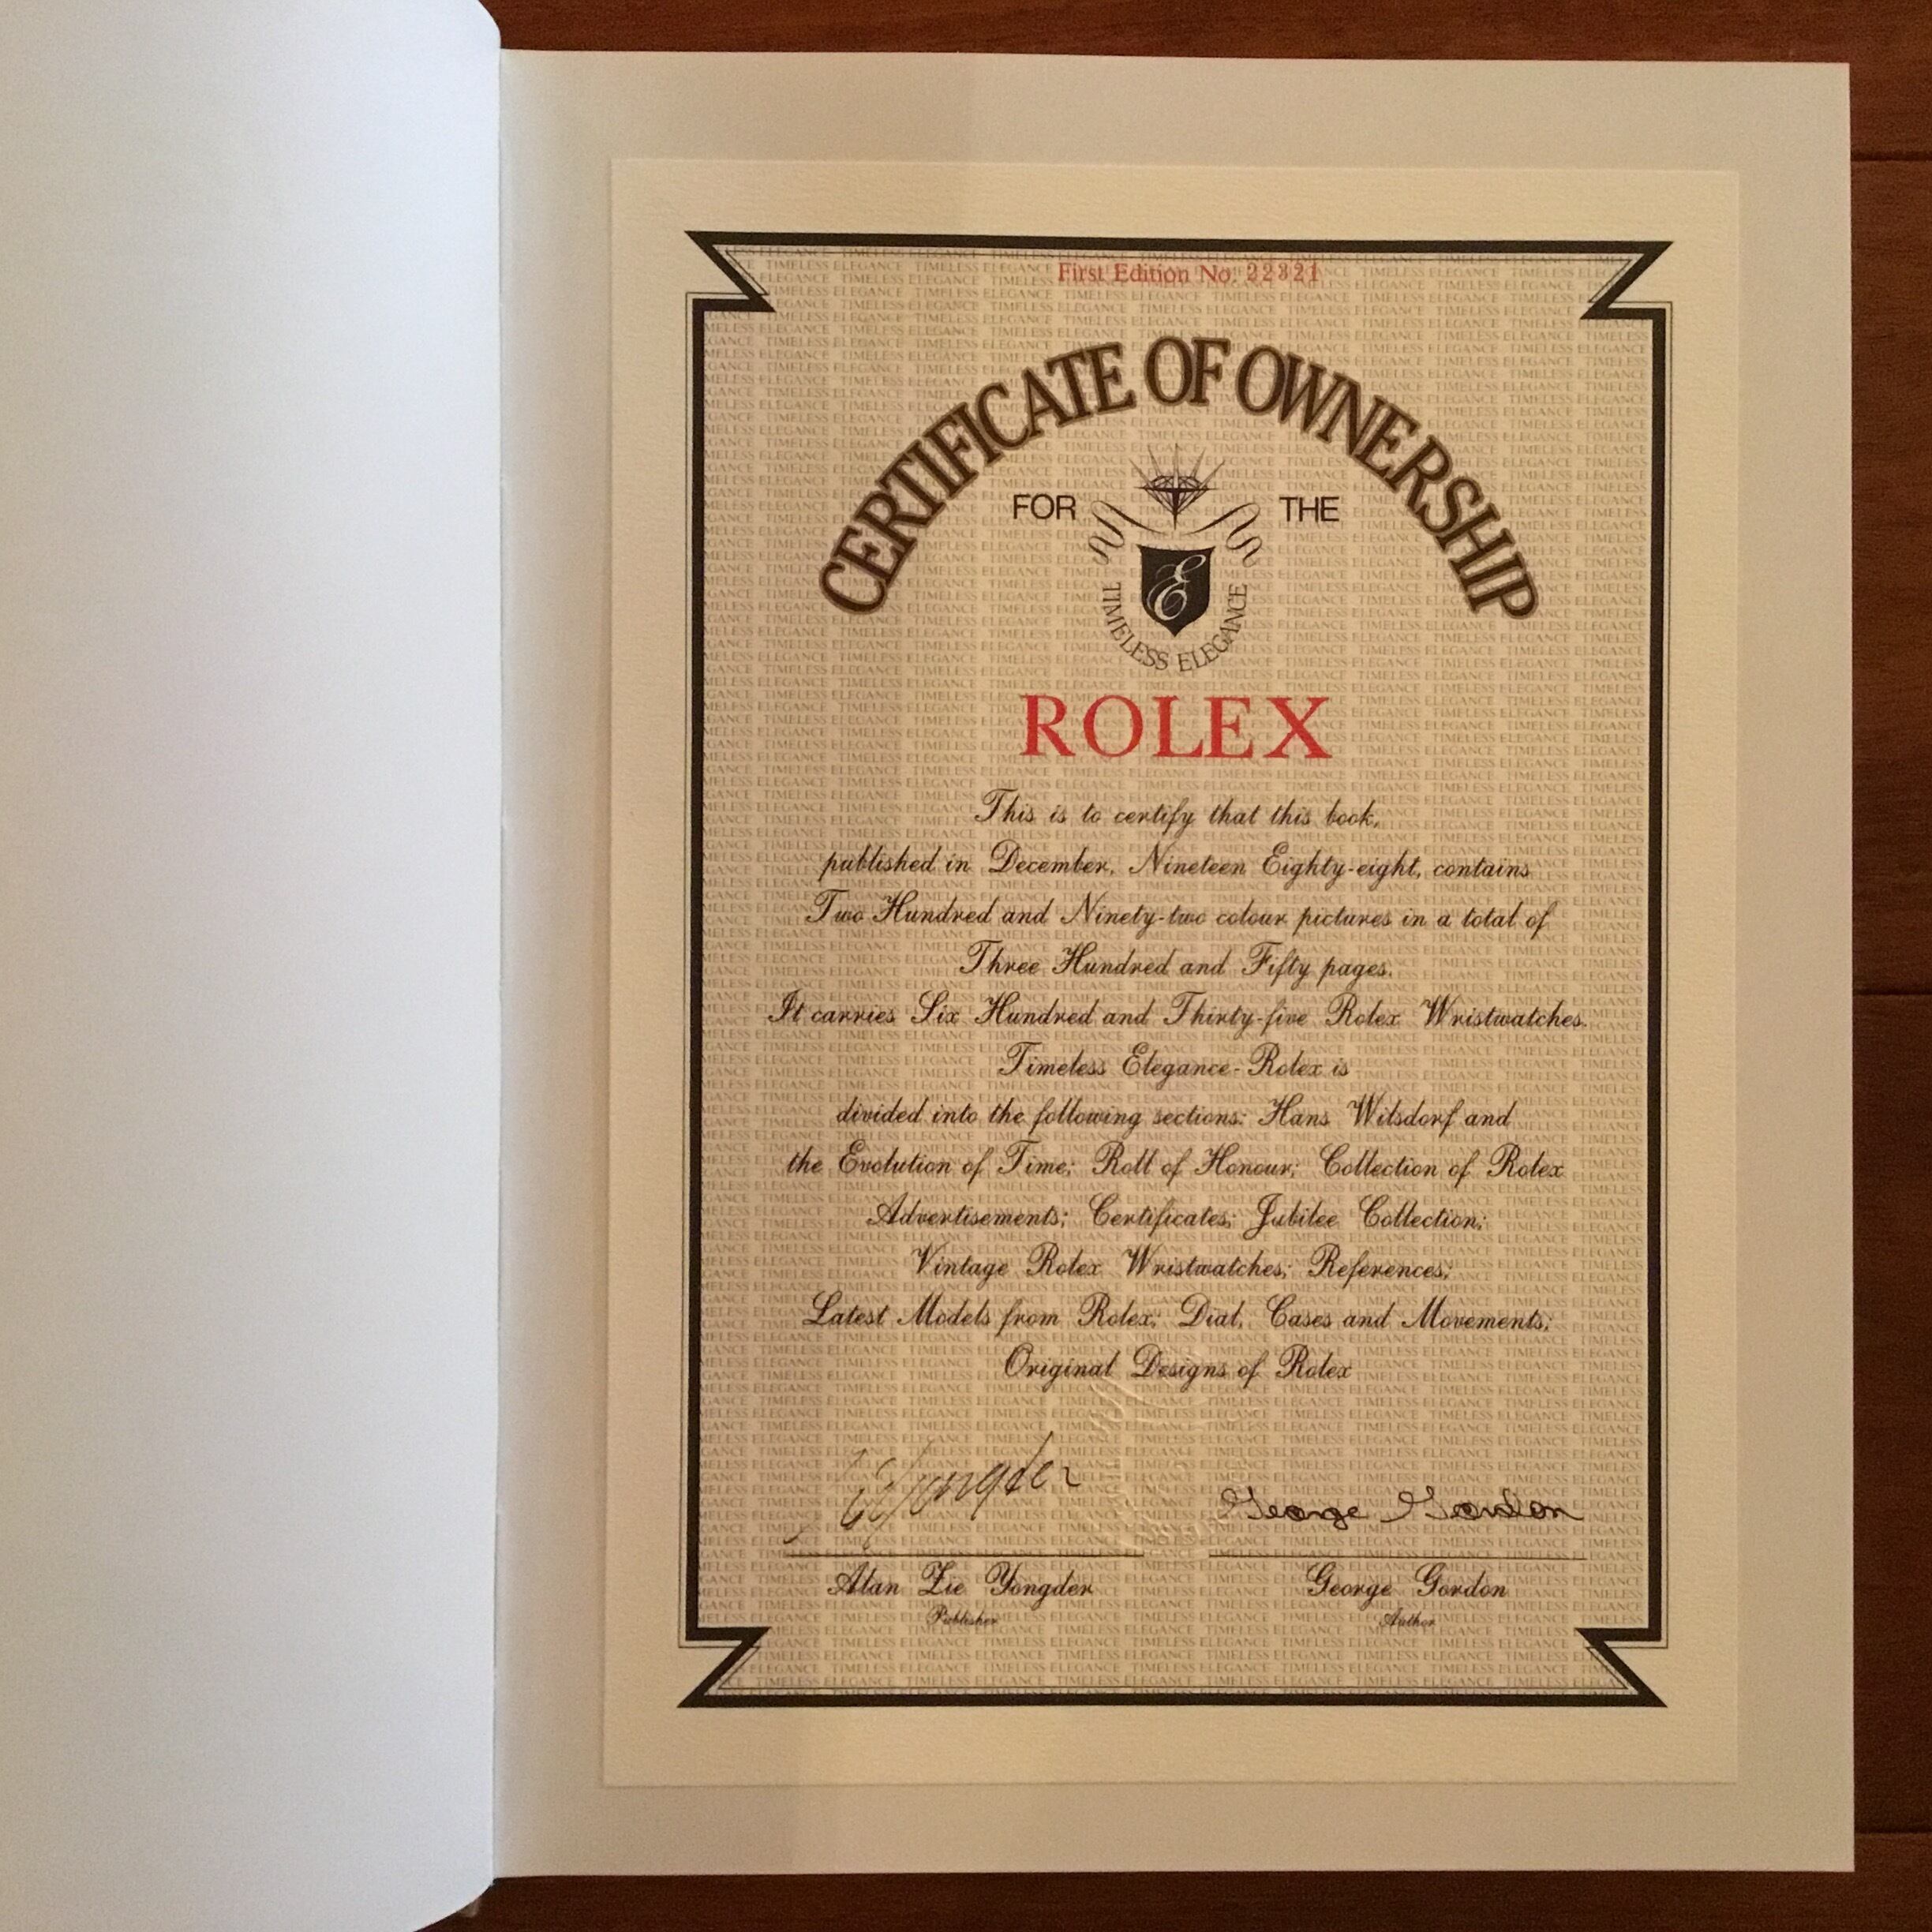 First Edition No. 22321
CERTIFICATE OF OWNERSHIP
FOR THE
E
TIMELESS ELEGANCE
ROLEX
This is to certify that this book,
published in December, Nineteen Eighty-eight, contains
Two Hundred and Ninety-two colour pictures in a total of
Three Hundred and Fifty pages.
It carries Six Hundred and Thirty-five Rolex Wristwatches.
Timeless Elegance-Rolex is
divided into the following sections: Hans Wilsdorf and
the Evolution of Time; Roll of Honour; Collection of Rolex
Advertisements; Certificates; Jubilee Collection;
Vintage Rolex Wristwatches; References;
Latest Models from Rolex; Dial, Cases and Movements;
Original Designs of Rolex
George Gordon
Alan Zie Yongder George Gordon
Publisher Author